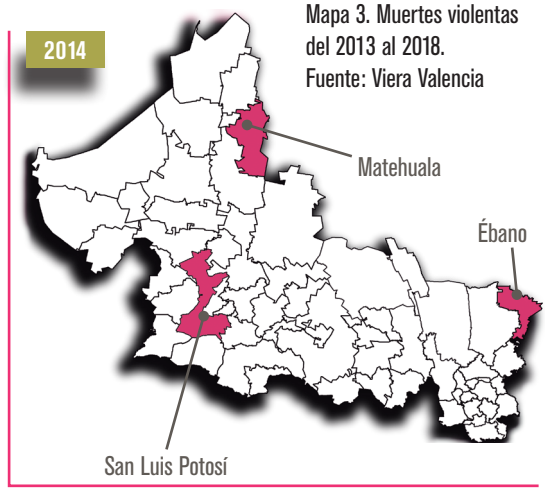 2014
Mapa 3. Muertes violentas
del 2013 al 2018.
Fuente: Viera Valencia
Matehuala
Ébano
San Luis Potosí